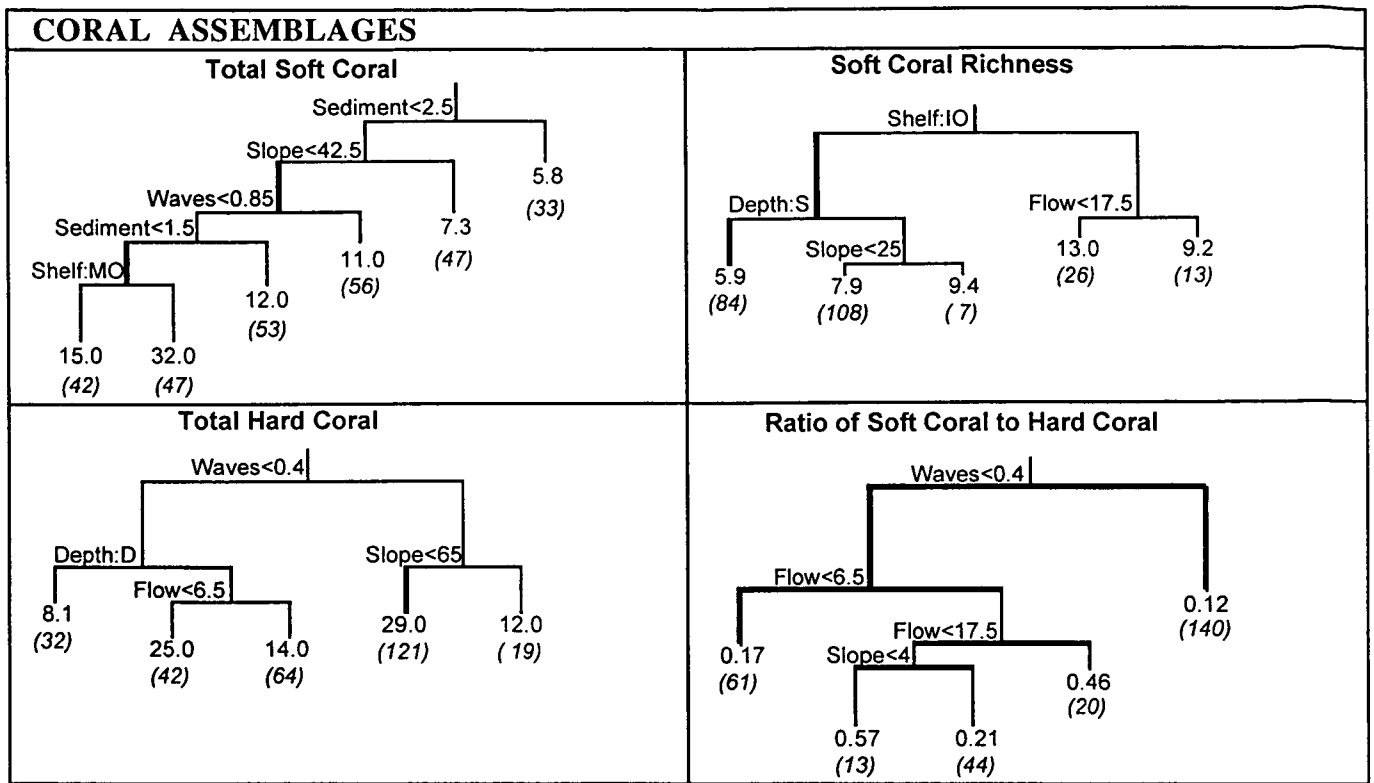 CORAL ASSEMBLAGES
Total Soft Coral
Sediment<2.5
Slope<42.5
5.8
(33)
Waves<0.85
7.3
(47)
Sediment<1.5
11.0
(56)
Shelf:MO
12.0
(53)
15.0 32.0
(42) (47)
Soft Coral Richness
Shelf:IO
Depth:S
Flow<17.5
Slope<25
13.0 9.2
(26) (13)
5.9 7.9 9.4
(84) (108) ( 7)
Total Hard Coral
Waves<0.4
Depth:D
Slope<65
Flow<6.5
8.1
(32)
25.0 14.0
(42) (64)
29.0 12.0
(121) ( 19)
Ratio of Soft Coral to Hard Coral
Waves<0.4
Flow<6.5
0.12
(140)
Flow<17.5
0.17
(61)
Slope<4
0.46
(20)
0.57 0.21
(13) (44)